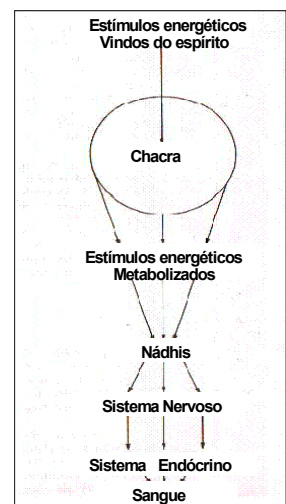 Estímulos energéticos
Vindos do espírito
Chacra
Estímulos energéticos
Metabolizados
Nádhis
Sistema Nervoso
Sistema Endócrino
Sangue